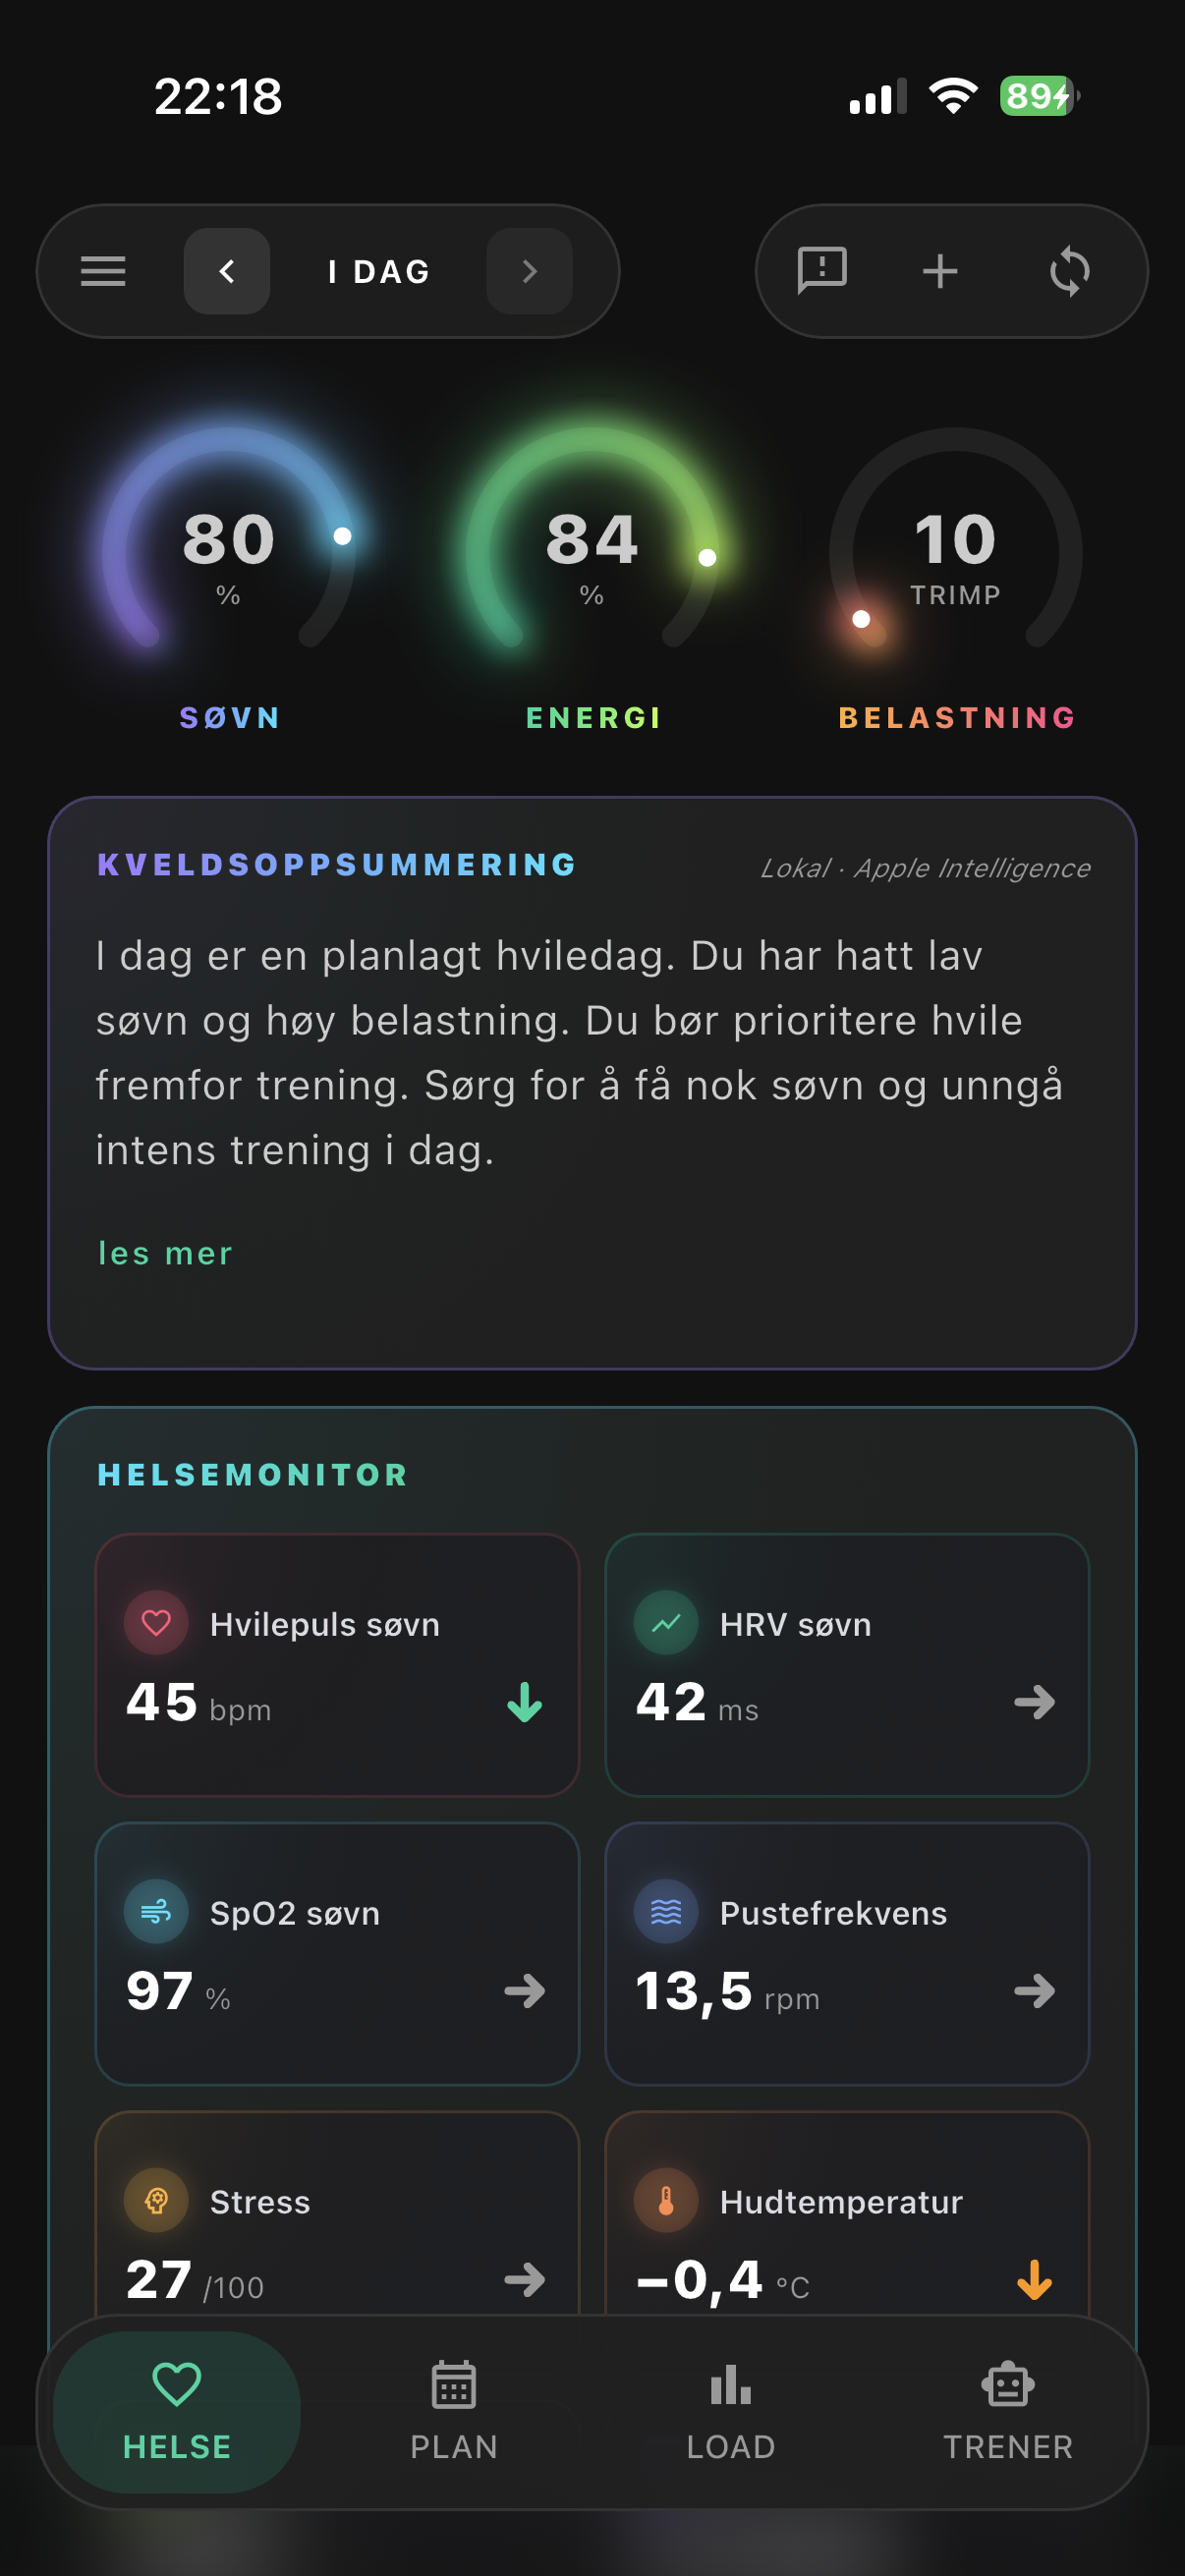 22:18
89
I DAG
80
%
SØVN
84
%
ENERGI
10
TRIMP
BELASTNING
KVELDSOPPSUMMERING
Lokal · Apple Intelligence
I dag er en planlagt hviledag. Du har hatt lav
søvn og høy belastning. Du bør prioritere hvile
fremfor trening. Sørg for å få nok søvn og unngå
intens trening i dag.
les mer
HELSEMONITOR
Hvilepuls søvn
45 bpm
HRV søvn
42 ms
SpO2 søvn
97 %
Pustefrekvens
13,5 rpm
Stress
27 /100
Hudtemperatur
−0,4 °C
HELSE
PLAN
LOAD
TRENER